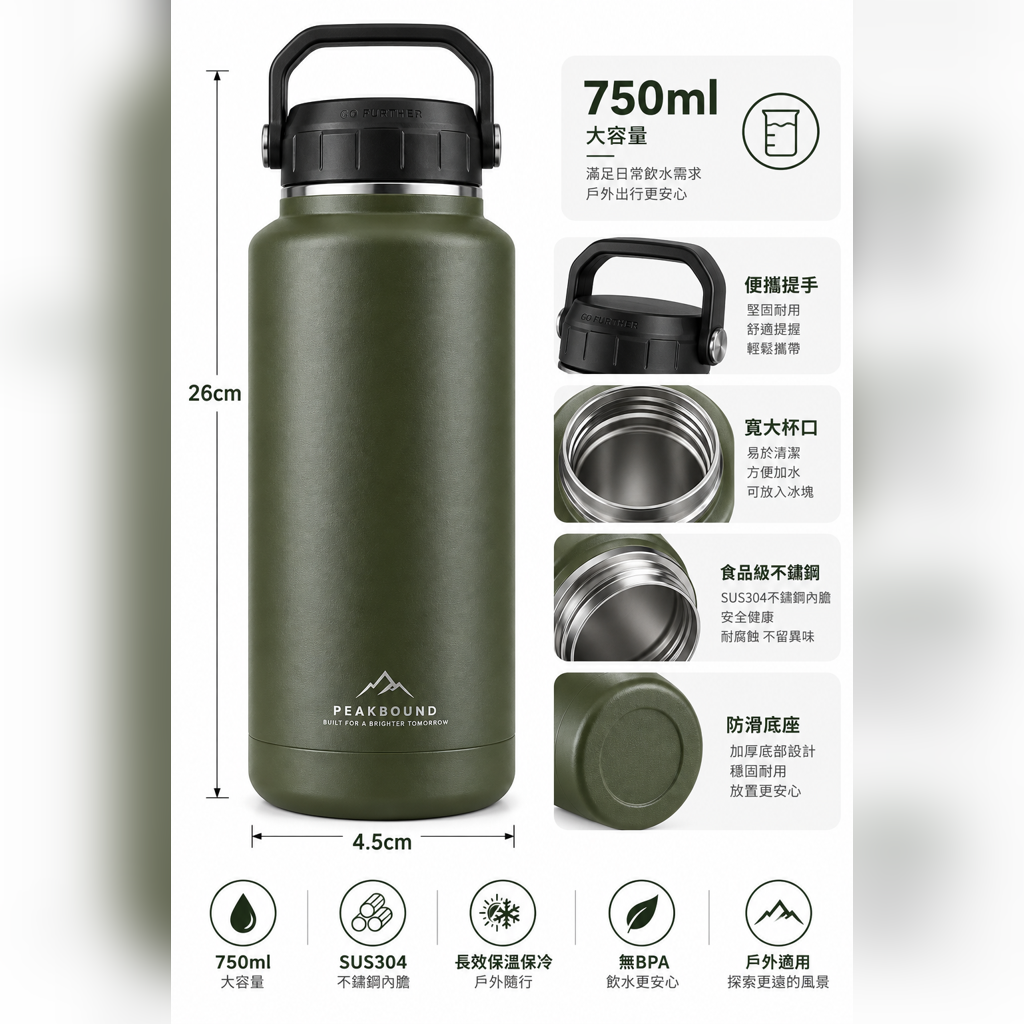 GO FURTHER
26cm
PEAKBOUND
BUILT FOR A BRIGHTER TOMORROW
4.5cm
750ml
大容量
滿足日常飲水需求
戶外出行更安心
GO FURTHER
便攜提手
堅固耐用
舒適提握
輕鬆攜帶
寬大杯口
易於清潔
方便加水
可放入冰塊
食品級不鏽鋼
SUS304不鏽鋼內膽
安全健康
耐腐蝕 不留異味
防滑底座
加厚底部設計
穩固耐用
放置更安心
750ml
大容量
SUS304
不鏽鋼內膽
長效保溫保冷
戶外隨行
無BPA
飲水更安心
戶外適用
探索更遠的風景